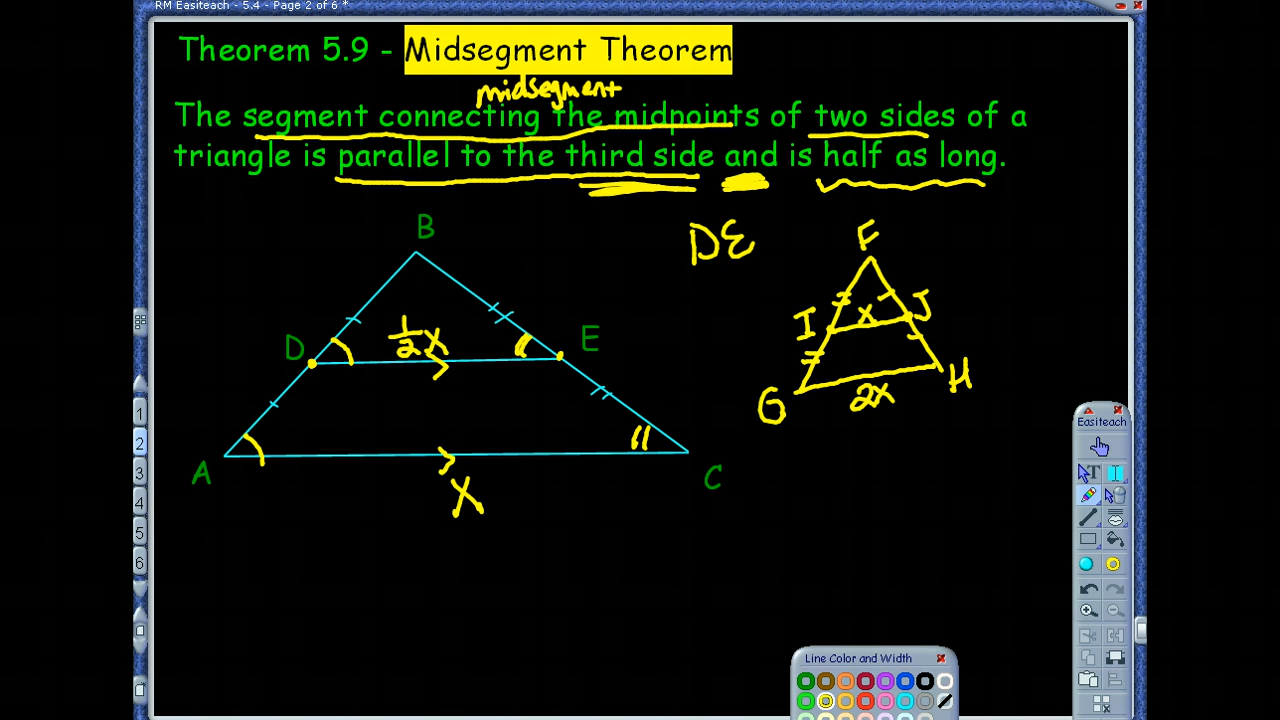 RM Easiteach - 5.4 - Page 2 of 6 *
Theorem 5.9 - Midsegment Theorem
midsegment
The segment connecting the midpoints of two sides of a
triangle is parallel to the third side and is half as long.
B
DE
F
D
1/2 x
E
I
x
J
G
2x
H
A
C
x
1
2
3
4
5
6
Easiteach
T
Line Color and Width